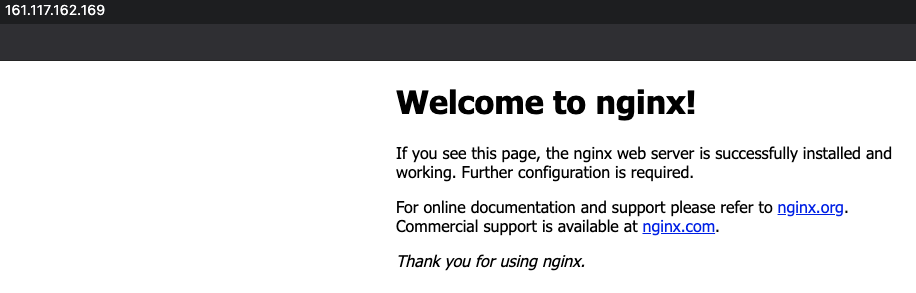 161.117.162.169
Welcome to nginx!
If you see this page, the nginx web server is successfully installed and
working. Further configuration is required.
For online documentation and support please refer to nginx.org.
Commercial support is available at nginx.com.
Thank you for using nginx.